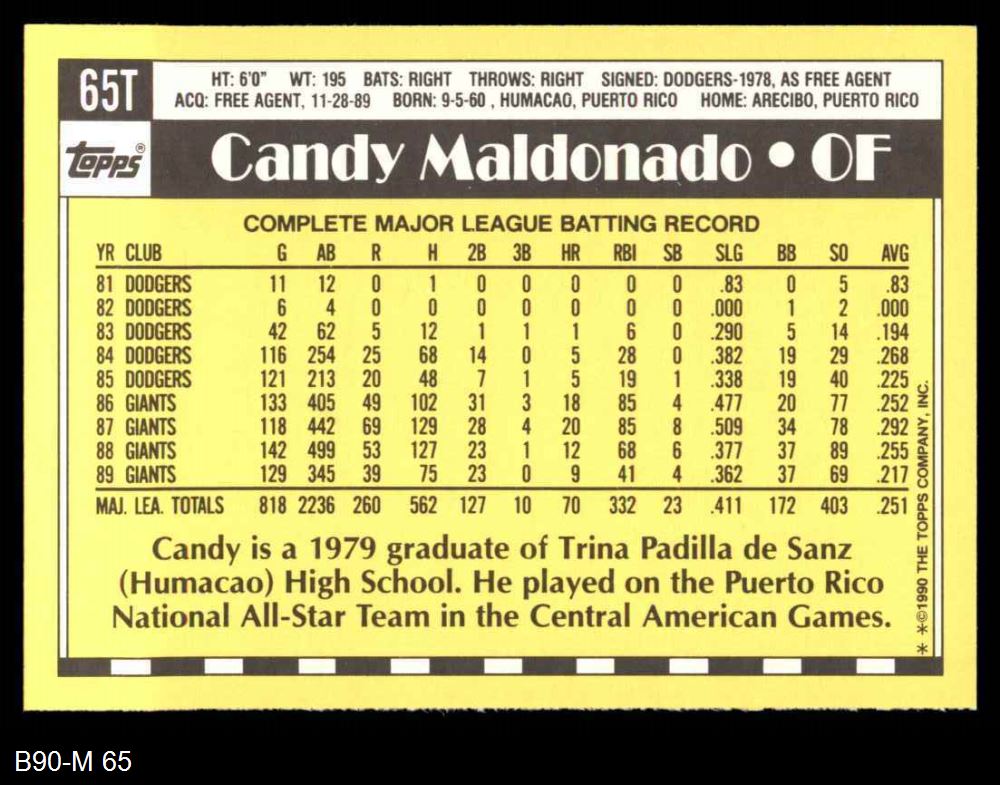 65T
HT: 6'0" WT: 195 BATS: RIGHT THROWS: RIGHT SIGNED: DODGERS-1978, AS FREE AGENT
ACQ: FREE AGENT, 11-28-89 BORN: 9-5-60 , HUMACAO, PUERTO RICO HOME: ARECIBO, PUERTO RICO
TOPPS®
Candy Maldonado • OF
COMPLETE MAJOR LEAGUE BATTING RECORD
YR CLUB G AB R H 2B 3B HR RBI SB SLG BB SO AVG
81 DODGERS 11 12 0 1 0 0 0 0 0 .83 0 5 .83
82 DODGERS 6 4 0 0 0 0 0 0 0 .000 1 2 .000
83 DODGERS 42 62 5 12 1 1 1 6 0 .290 5 14 .194
84 DODGERS 116 254 25 68 14 0 5 28 0 .382 19 29 .268
85 DODGERS 121 213 20 48 7 1 5 19 1 .338 19 40 .225
86 GIANTS 133 405 49 102 31 3 18 85 4 .477 20 77 .252
87 GIANTS 118 442 69 129 28 4 20 85 8 .509 34 78 .292
88 GIANTS 142 499 53 127 23 1 12 68 6 .377 37 89 .255
89 GIANTS 129 345 39 75 23 0 9 41 4 .362 37 69 .217
MAJ. LEA. TOTALS 818 2236 260 562 127 10 70 332 23 .411 172 403 .251
Candy is a 1979 graduate of Trina Padilla de Sanz
(Humacao) High School. He played on the Puerto Rico
National All-Star Team in the Central American Games.
* *©1990 THE TOPPS COMPANY, INC.
B90-M 65